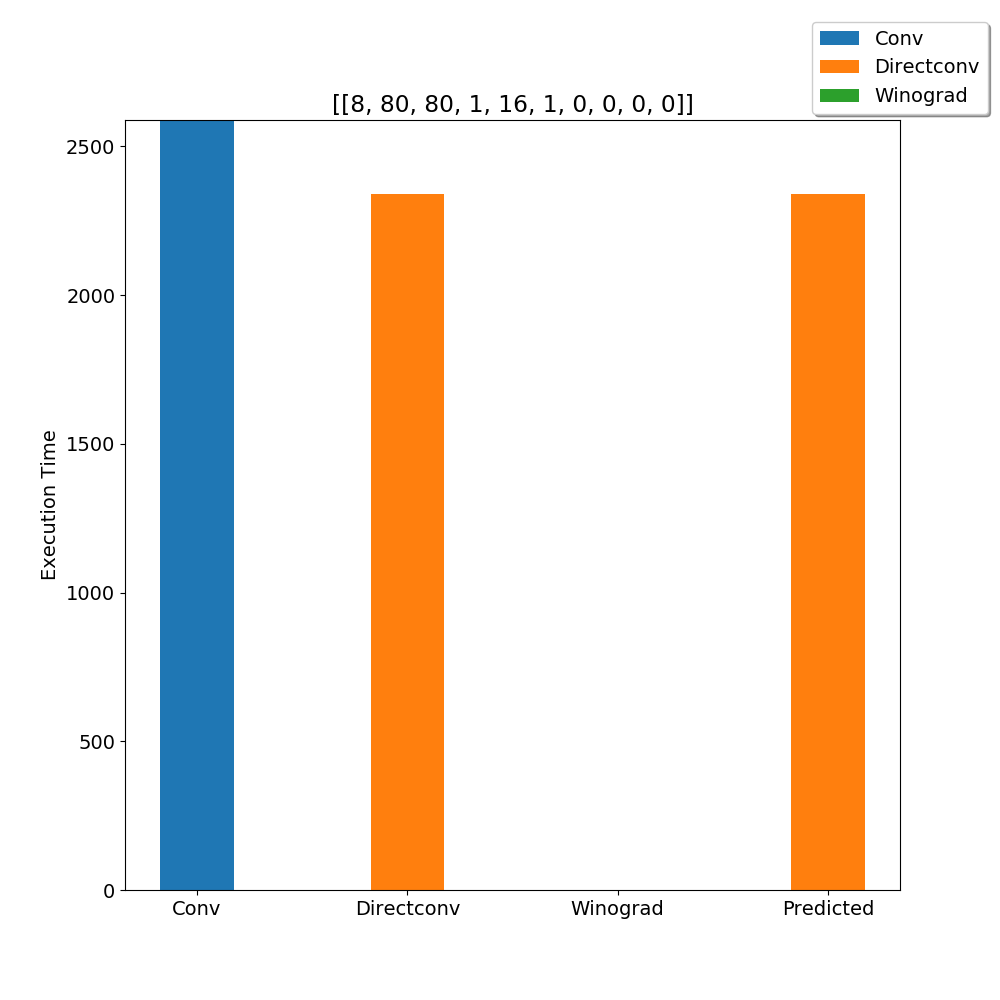 Conv
Directconv
Winograd
[[8, 80, 80, 1, 16, 1, 0, 0, 0, 0]]
2500
2000
1500
1000
500
0
Execution Time
Conv Directconv Winograd Predicted